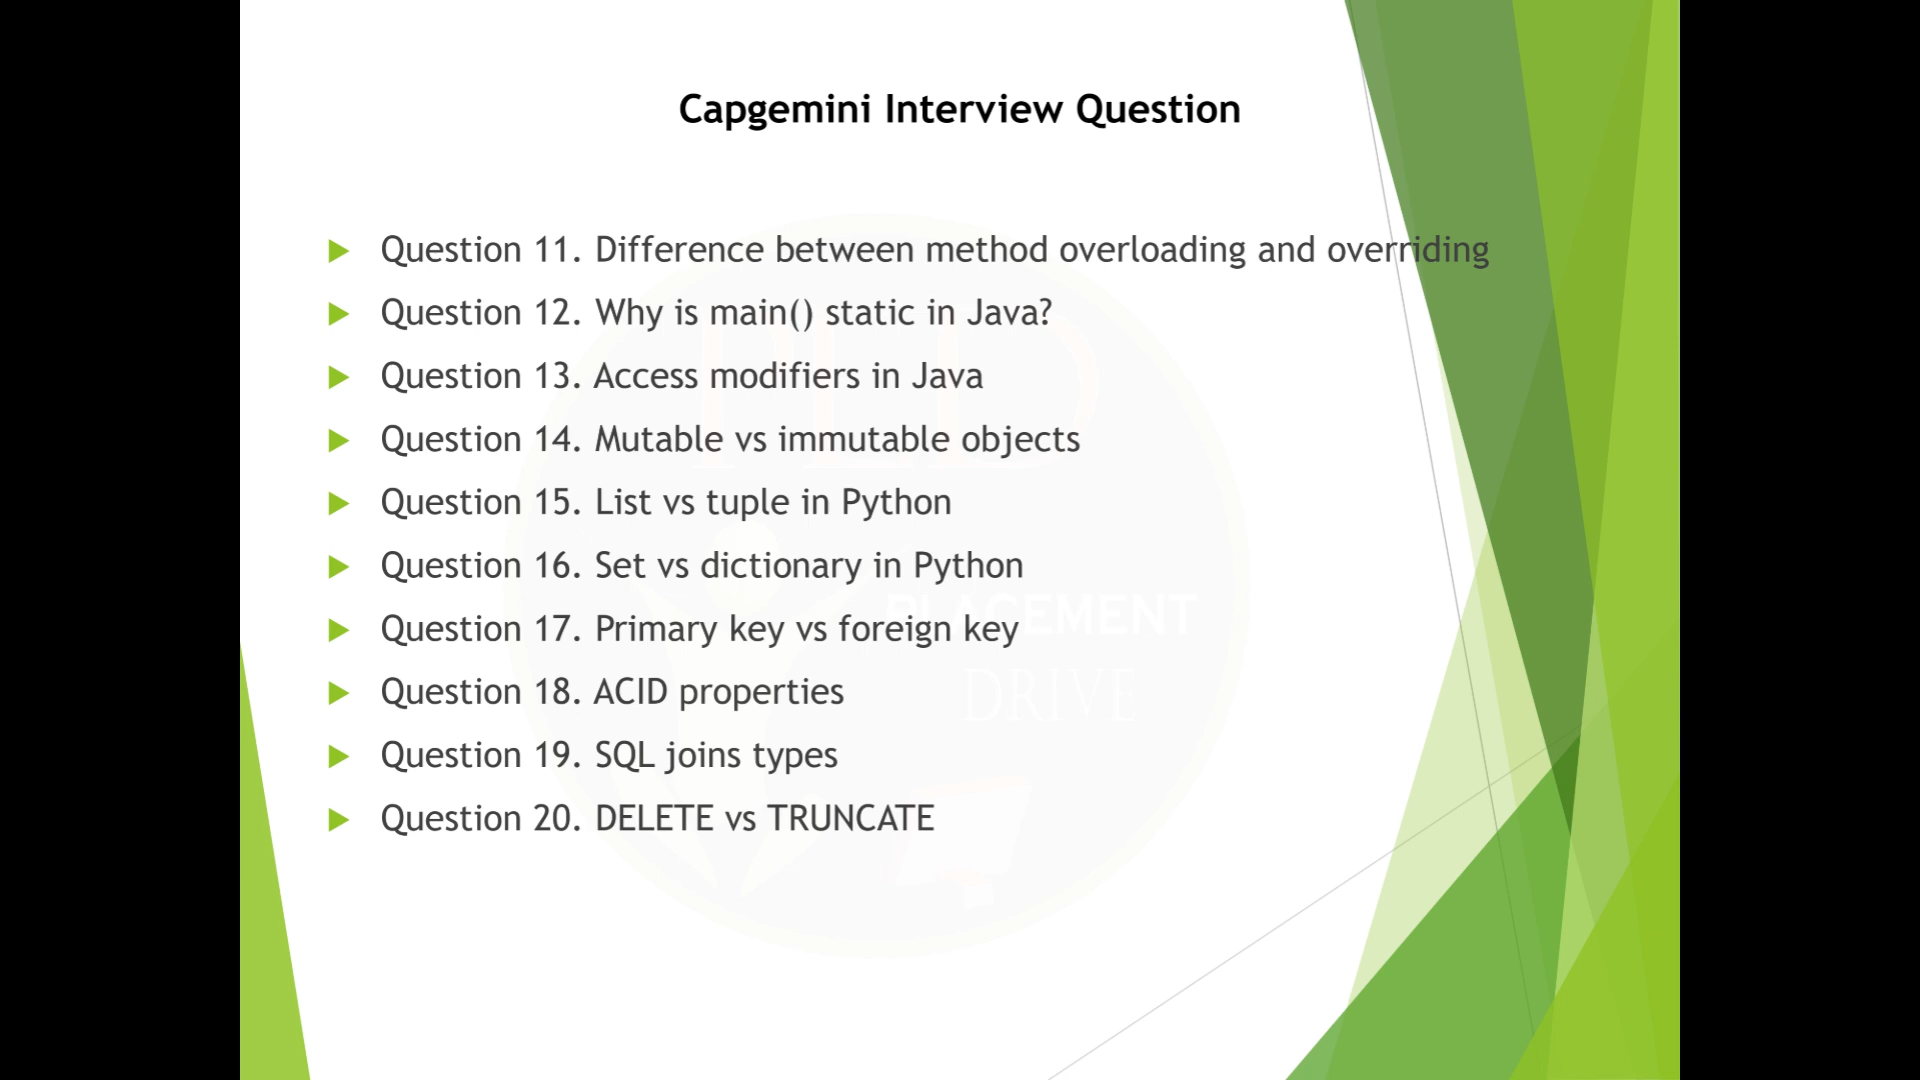 Capgemini Interview Question
Question 11. Difference between method overloading and overriding
Question 12. Why is main() static in Java?
Question 13. Access modifiers in Java
Question 14. Mutable vs immutable objects
Question 15. List vs tuple in Python
Question 16. Set vs dictionary in Python
PLACEMENT
Question 17. Primary key vs foreign key
DRIVE
Question 18. ACID properties
Question 19. SQL joins types
Question 20. DELETE vs TRUNCATE